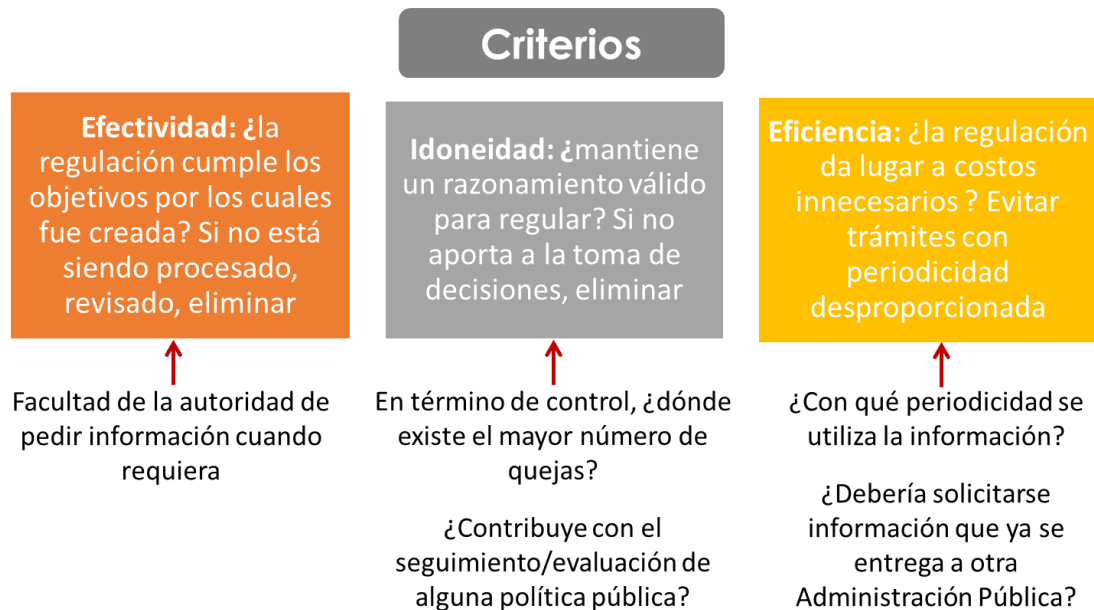 Criterios
Efectividad: ¿la
regulación cumple los
objetivos por los cuales
fue creada? Si no está
siendo procesado,
revisado, eliminar
Idoneidad: ¿mantiene
un razonamiento válido
para regular? Si no
aporta a la toma de
decisiones, eliminar
Eficiencia: ¿la regulación
da lugar a costos
innecesarios ? Evitar
trámites con
periodicidad
desproporcionada
Facultad de la autoridad de
pedir información cuando
requiera
En término de control, ¿dónde
existe el mayor número de
quejas?
¿Contribuye con el
seguimiento/evaluación de
alguna política pública?
¿Con qué periodicidad se
utiliza la información?
¿Debería solicitarse
información que ya se
entrega a otra
Administración Pública?